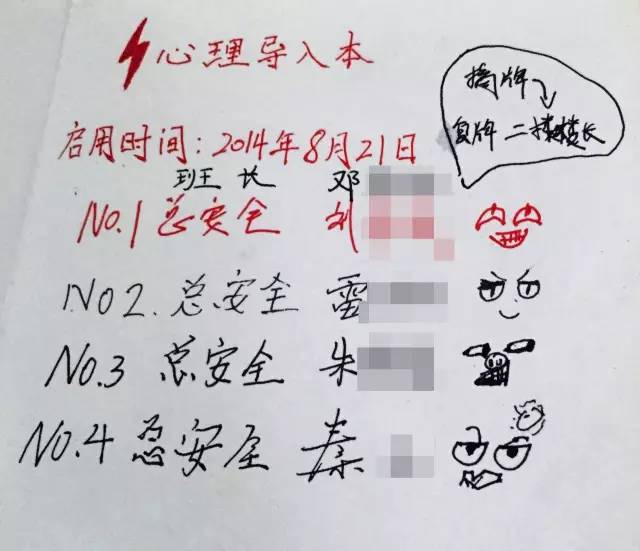 心理导入本
摘牌
复牌 二楼楼长
启用时间:2014年8月21日
班长 邓
No.1 总安全 刘
No2. 总安全 雷
No.3 总安全 朱
No.4 总安全 秦